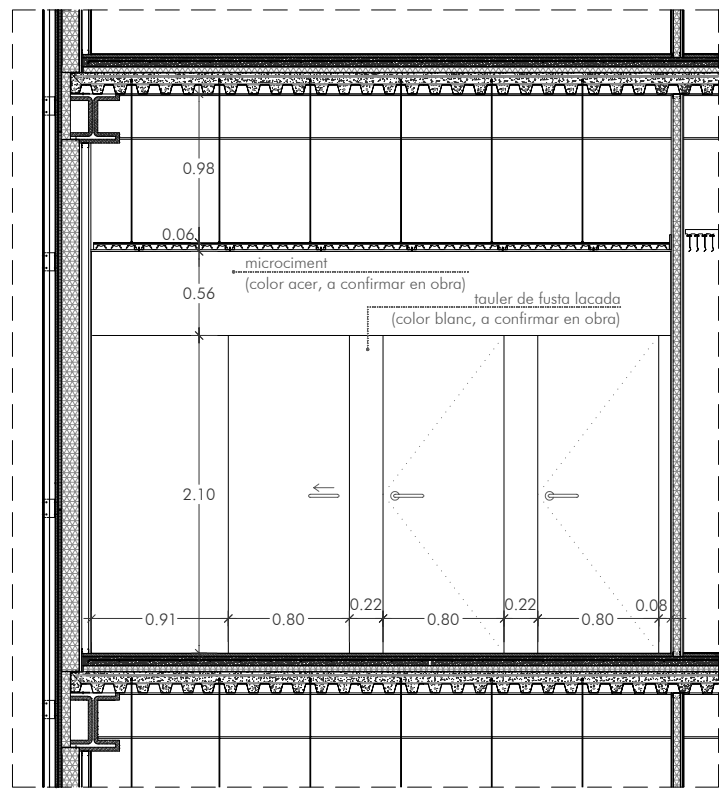 0.98
0.06
microciment
0.56
(color acer, a confirmar en obra)
tauler de fusta lacada
(color blanc, a confirmar en obra)
2.10
0.91
0.80
0.22
0.80
0.22
0.80
0.08